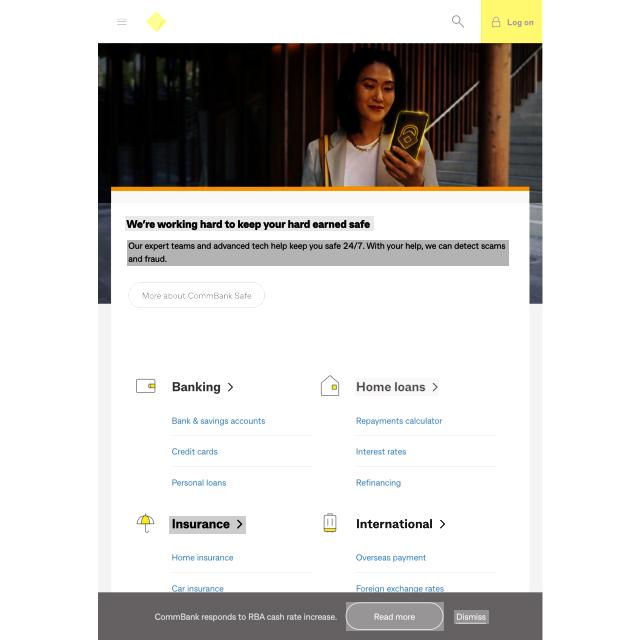 Log on
We're working hard to keep your hard earned safe
Our expert teams and advanced tech help keep you safe 24/7. With your help, we can detect scams
and fraud.
More about CommBank Safe
Banking
Home loans
Bank & savings accounts
Repayments calculator
Credit cards
Interest rates
Personal loans
Refinancing
Insurance
International
Home insurance
Overseas payment
Car insurance
Foreign exchange rates
CommBank responds to RBA cash rate increase.
Read more
Dismiss